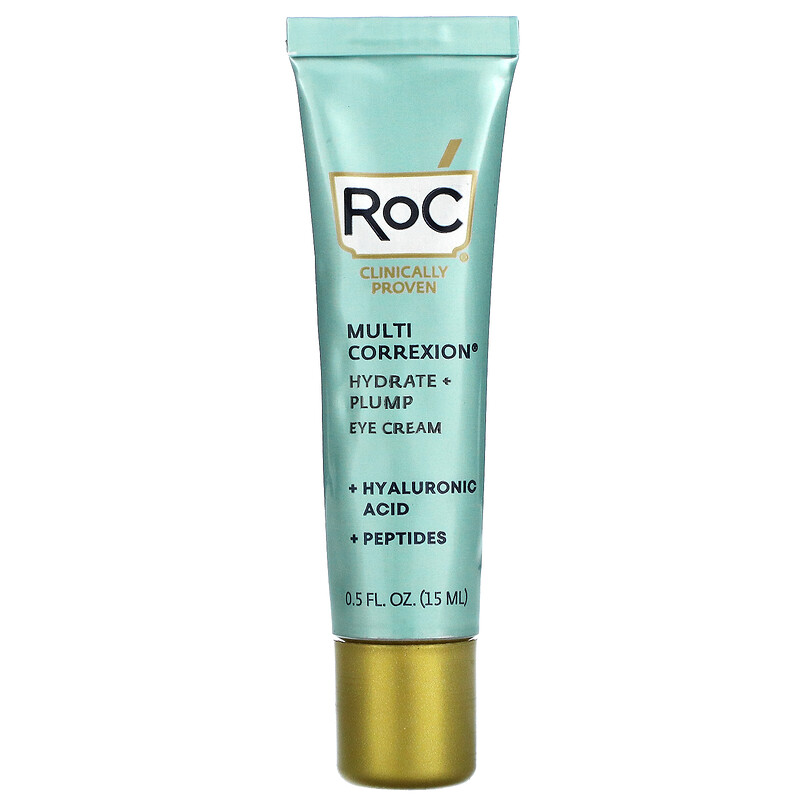 RoC®
CLINICALLY
PROVEN
MULTI
CORREXION®
HYDRATE +
PLUMP
EYE CREAM
+ HYALURONIC
ACID
+ PEPTIDES
0.5 FL. OZ. (15 ML)